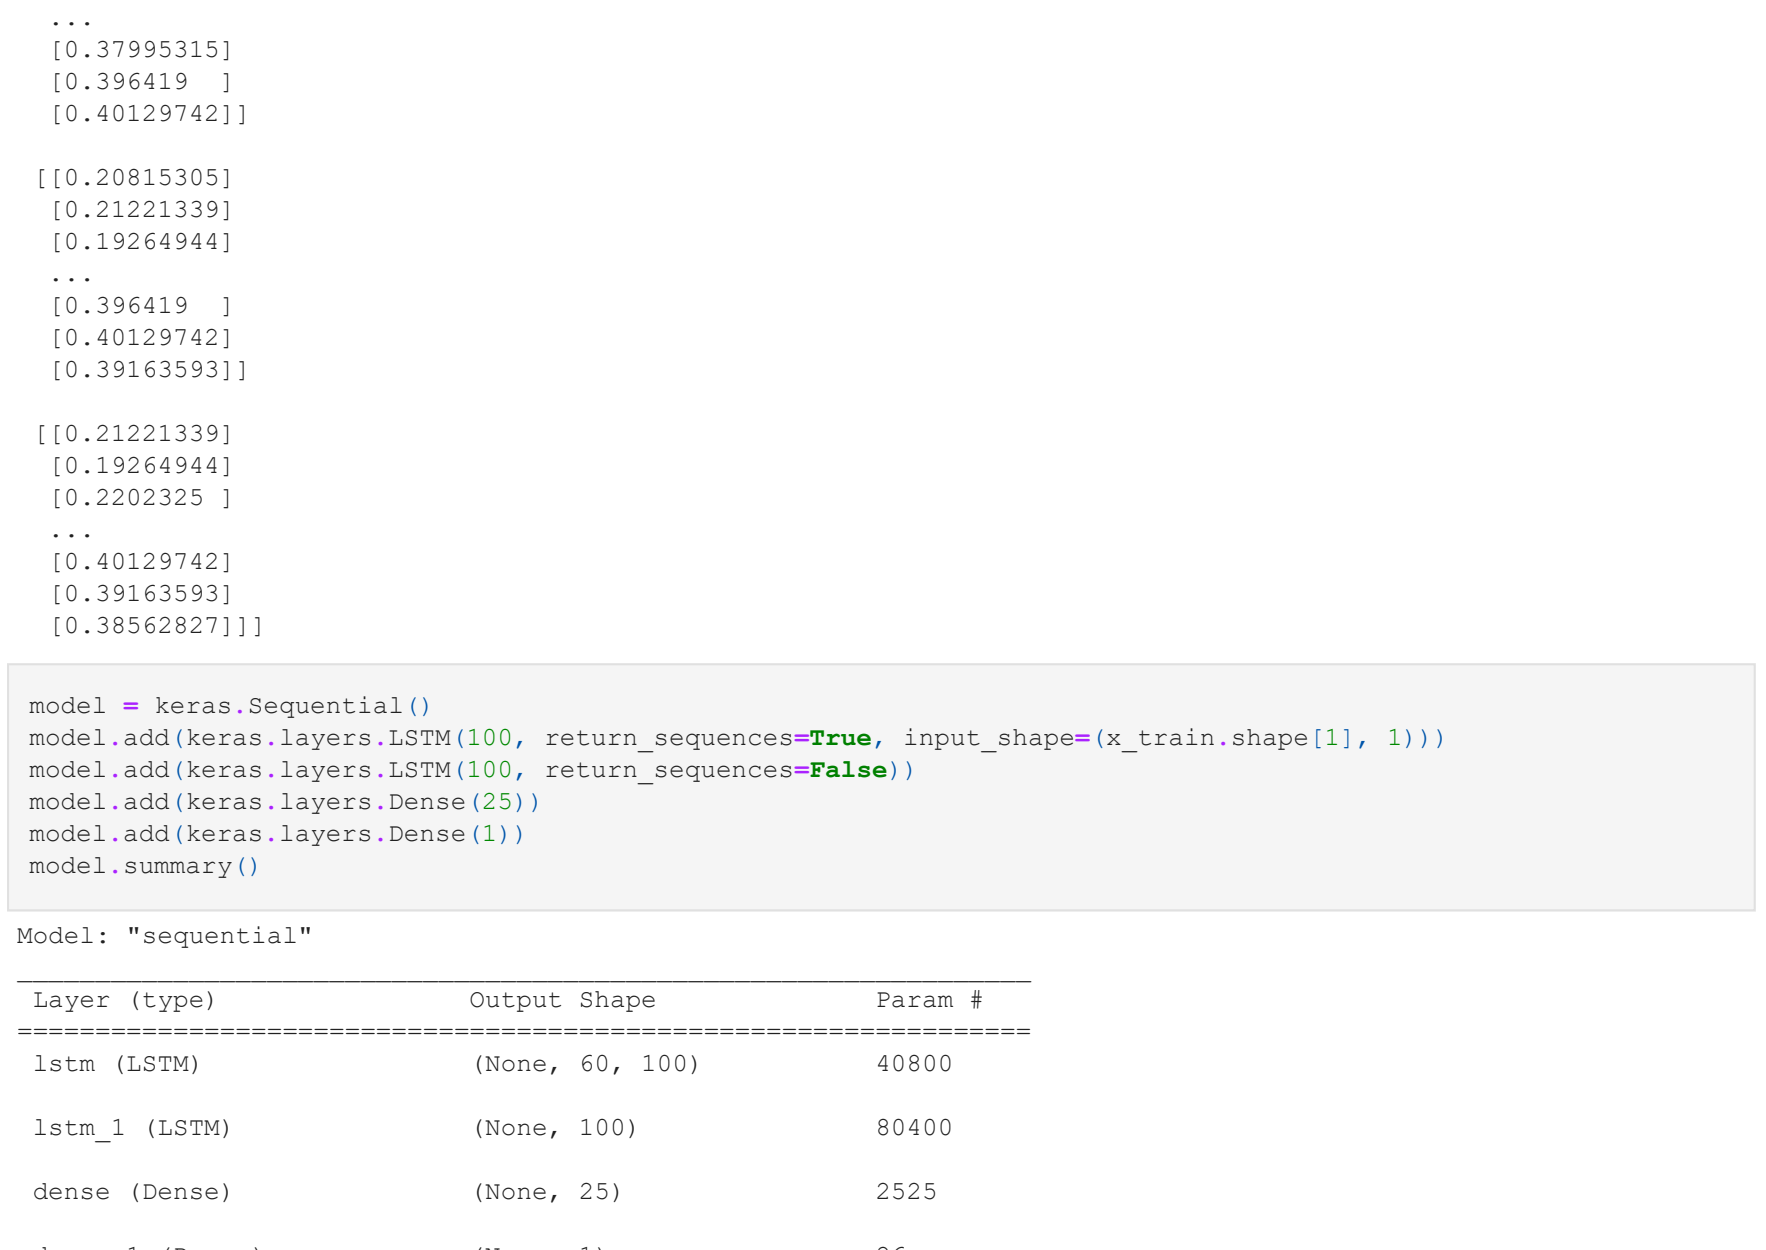 ...
[0.37995315]
[0.396419  ]
[0.40129742]]
[[0.20815305]
[0.21221339]
[0.19264944]
...
[0.396419  ]
[0.40129742]
[0.39163593]]
[[0.21221339]
[0.19264944]
[0.2202325 ]
...
[0.40129742]
[0.39163593]
[0.38562827]]]
model = keras.Sequential()
model.add(keras.layers.LSTM(100, return_sequences=True, input_shape=(x_train.shape[1], 1)))
model.add(keras.layers.LSTM(100, return_sequences=False))
model.add(keras.layers.Dense(25))
model.add(keras.layers.Dense(1))
model.summary()
Model: "sequential"
_________________________________________________________________
Layer (type)                Output Shape              Param #
=================================================================
lstm (LSTM)                 (None, 60, 100)           40800
lstm_1 (LSTM)               (None, 100)               80400
dense (Dense)               (None, 25)                2525